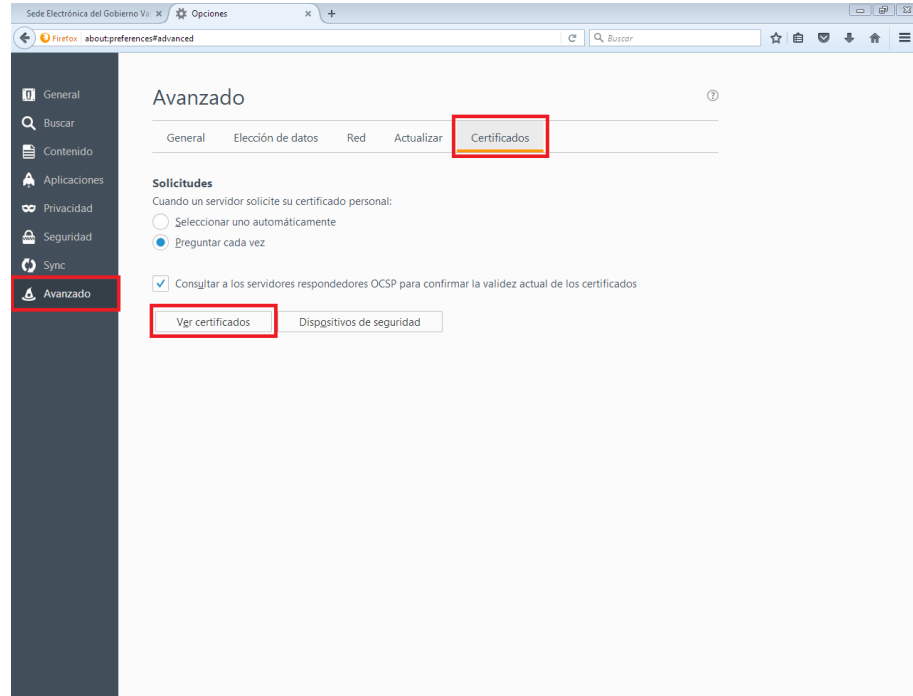 Sede Electrónica del Gobierno Va
Opciones
Firefox about:preferences#advanced
Buscar
General
Buscar
Contenido
Aplicaciones
Privacidad
Seguridad
Sync
Avanzado
Avanzado
?
General Elección de datos Red Actualizar Certificados
Solicitudes
Cuando un servidor solicite su certificado personal:
Seleccionar uno automáticamente
Preguntar cada vez
Consultar a los servidores respondedores OCSP para confirmar la validez actual de los certificados
Ver certificados Dispositivos de seguridad